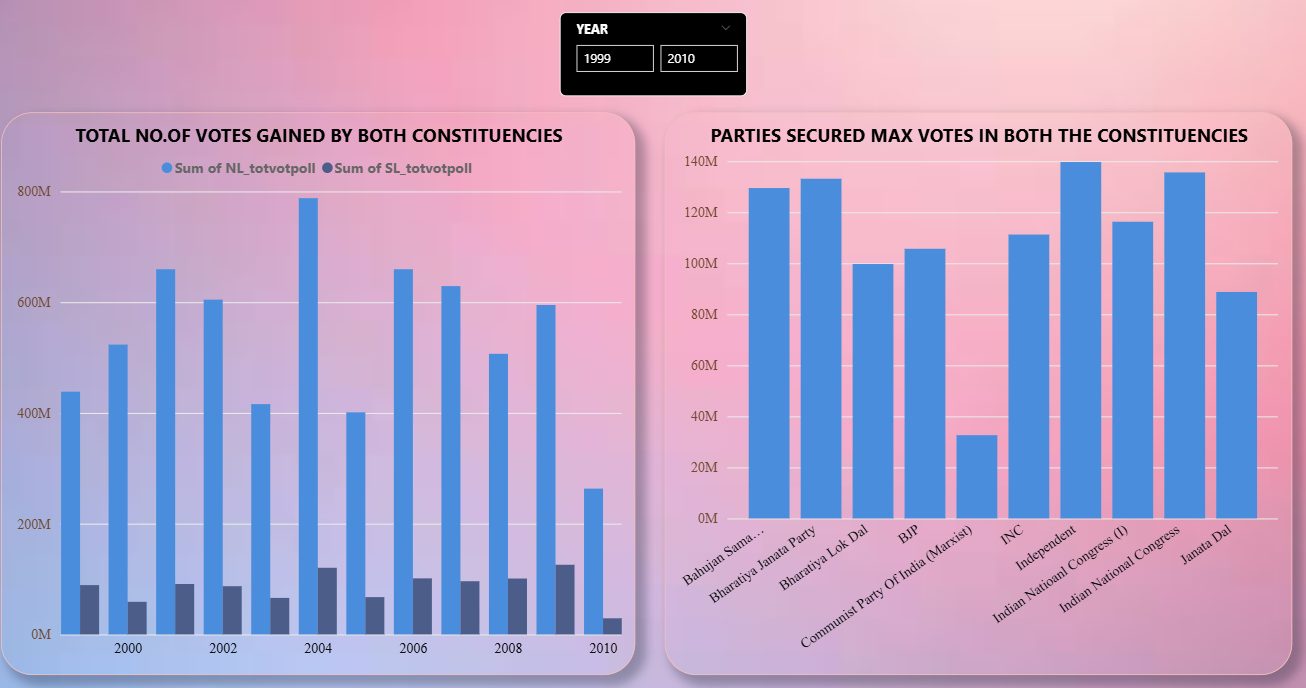 YEAR
1999 2010
TOTAL NO.OF VOTES GAINED BY BOTH CONSTITUENCIES
Sum of NL_totvotpoll Sum of SL_totvotpoll
800M
600M
400M
200M
0M
2000 2002 2004 2006 2008 2010
PARTIES SECURED MAX VOTES IN BOTH THE CONSTITUENCIES
140M
120M
100M
80M
60M
40M
20M
0M
Bahujan Sama...
Bharatiya Janata Party
Bharatiya Lok Dal
BJP
Communist Party Of India (Marxist)
INC
Independent
Indian Natioanl Congress (I)
Indian National Congress
Janata Dal